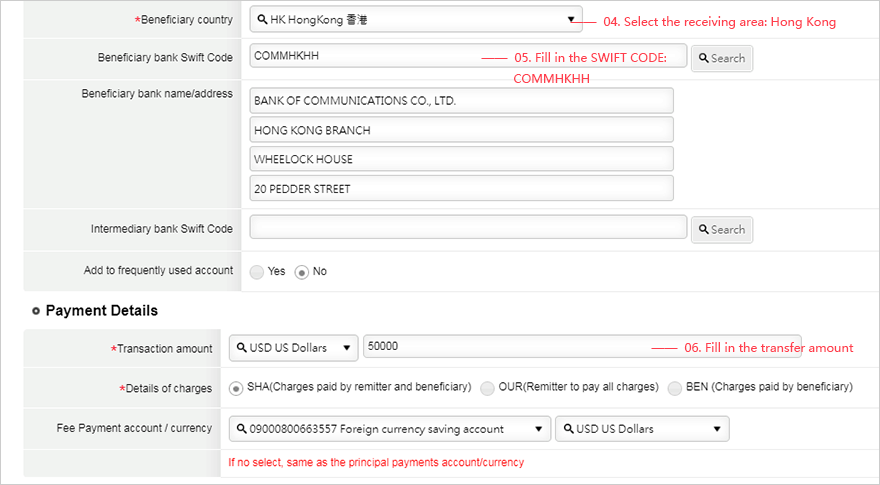 *Beneficiary country
HK HongKong 香港
04. Select the receiving area: Hong Kong
Beneficiary bank Swift Code
COMMHKHH
05. Fill in the SWIFT CODE:
COMMHKHH
Search
Beneficiary bank name/address
BANK OF COMMUNICATIONS CO., LTD.
HONG KONG BRANCH
WHEELOCK HOUSE
20 PEDDER STREET
Intermediary bank Swift Code
Search
Add to frequently used account
Yes No
Payment Details
*Transaction amount
USD US Dollars
50000
06. Fill in the transfer amount
*Details of charges
SHA(Charges paid by remitter and beneficiary) OUR(Remitter to pay all charges) BEN (Charges paid by beneficiary)
Fee Payment account / currency
09000800663557 Foreign currency saving account
USD US Dollars
If no select, same as the principal payments account/currency